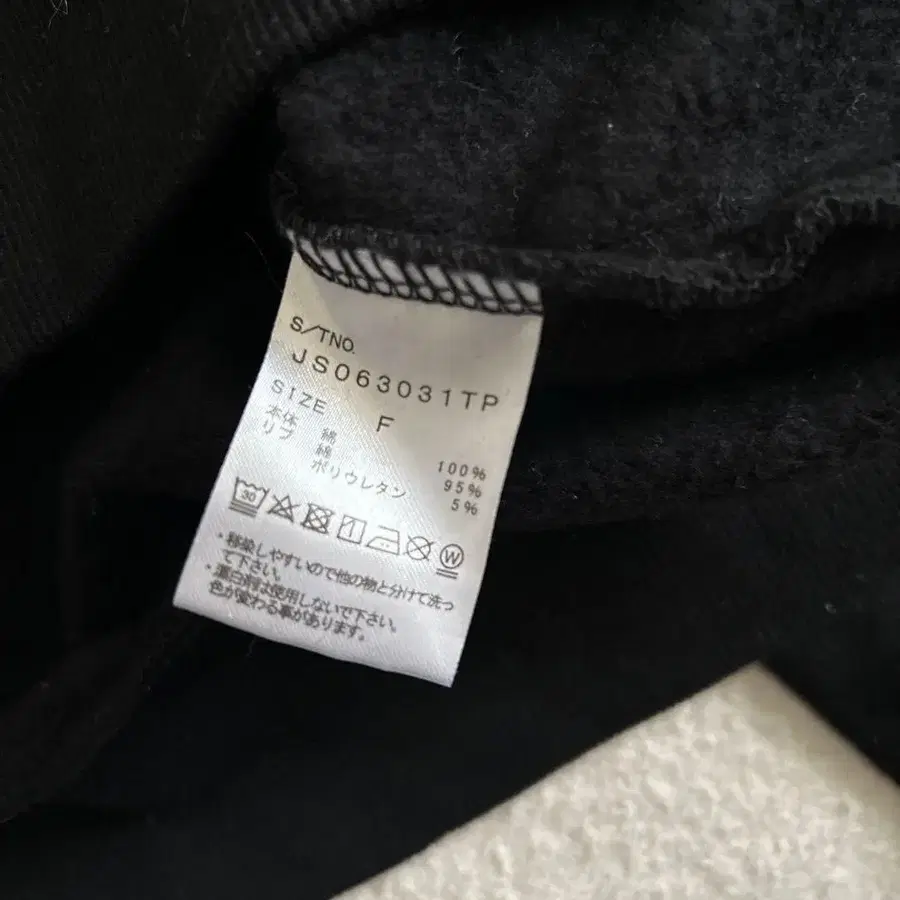 S/TNO.
JS063031TP
SIZE F
本体 綿 100%
リブ 綿 95%
ポリウレタン 5%
30
W
・移染しやすいので他の物と分けて洗っ
て下さい。
・漂白剤は使用しないで下さい。
色が変わる事があります。